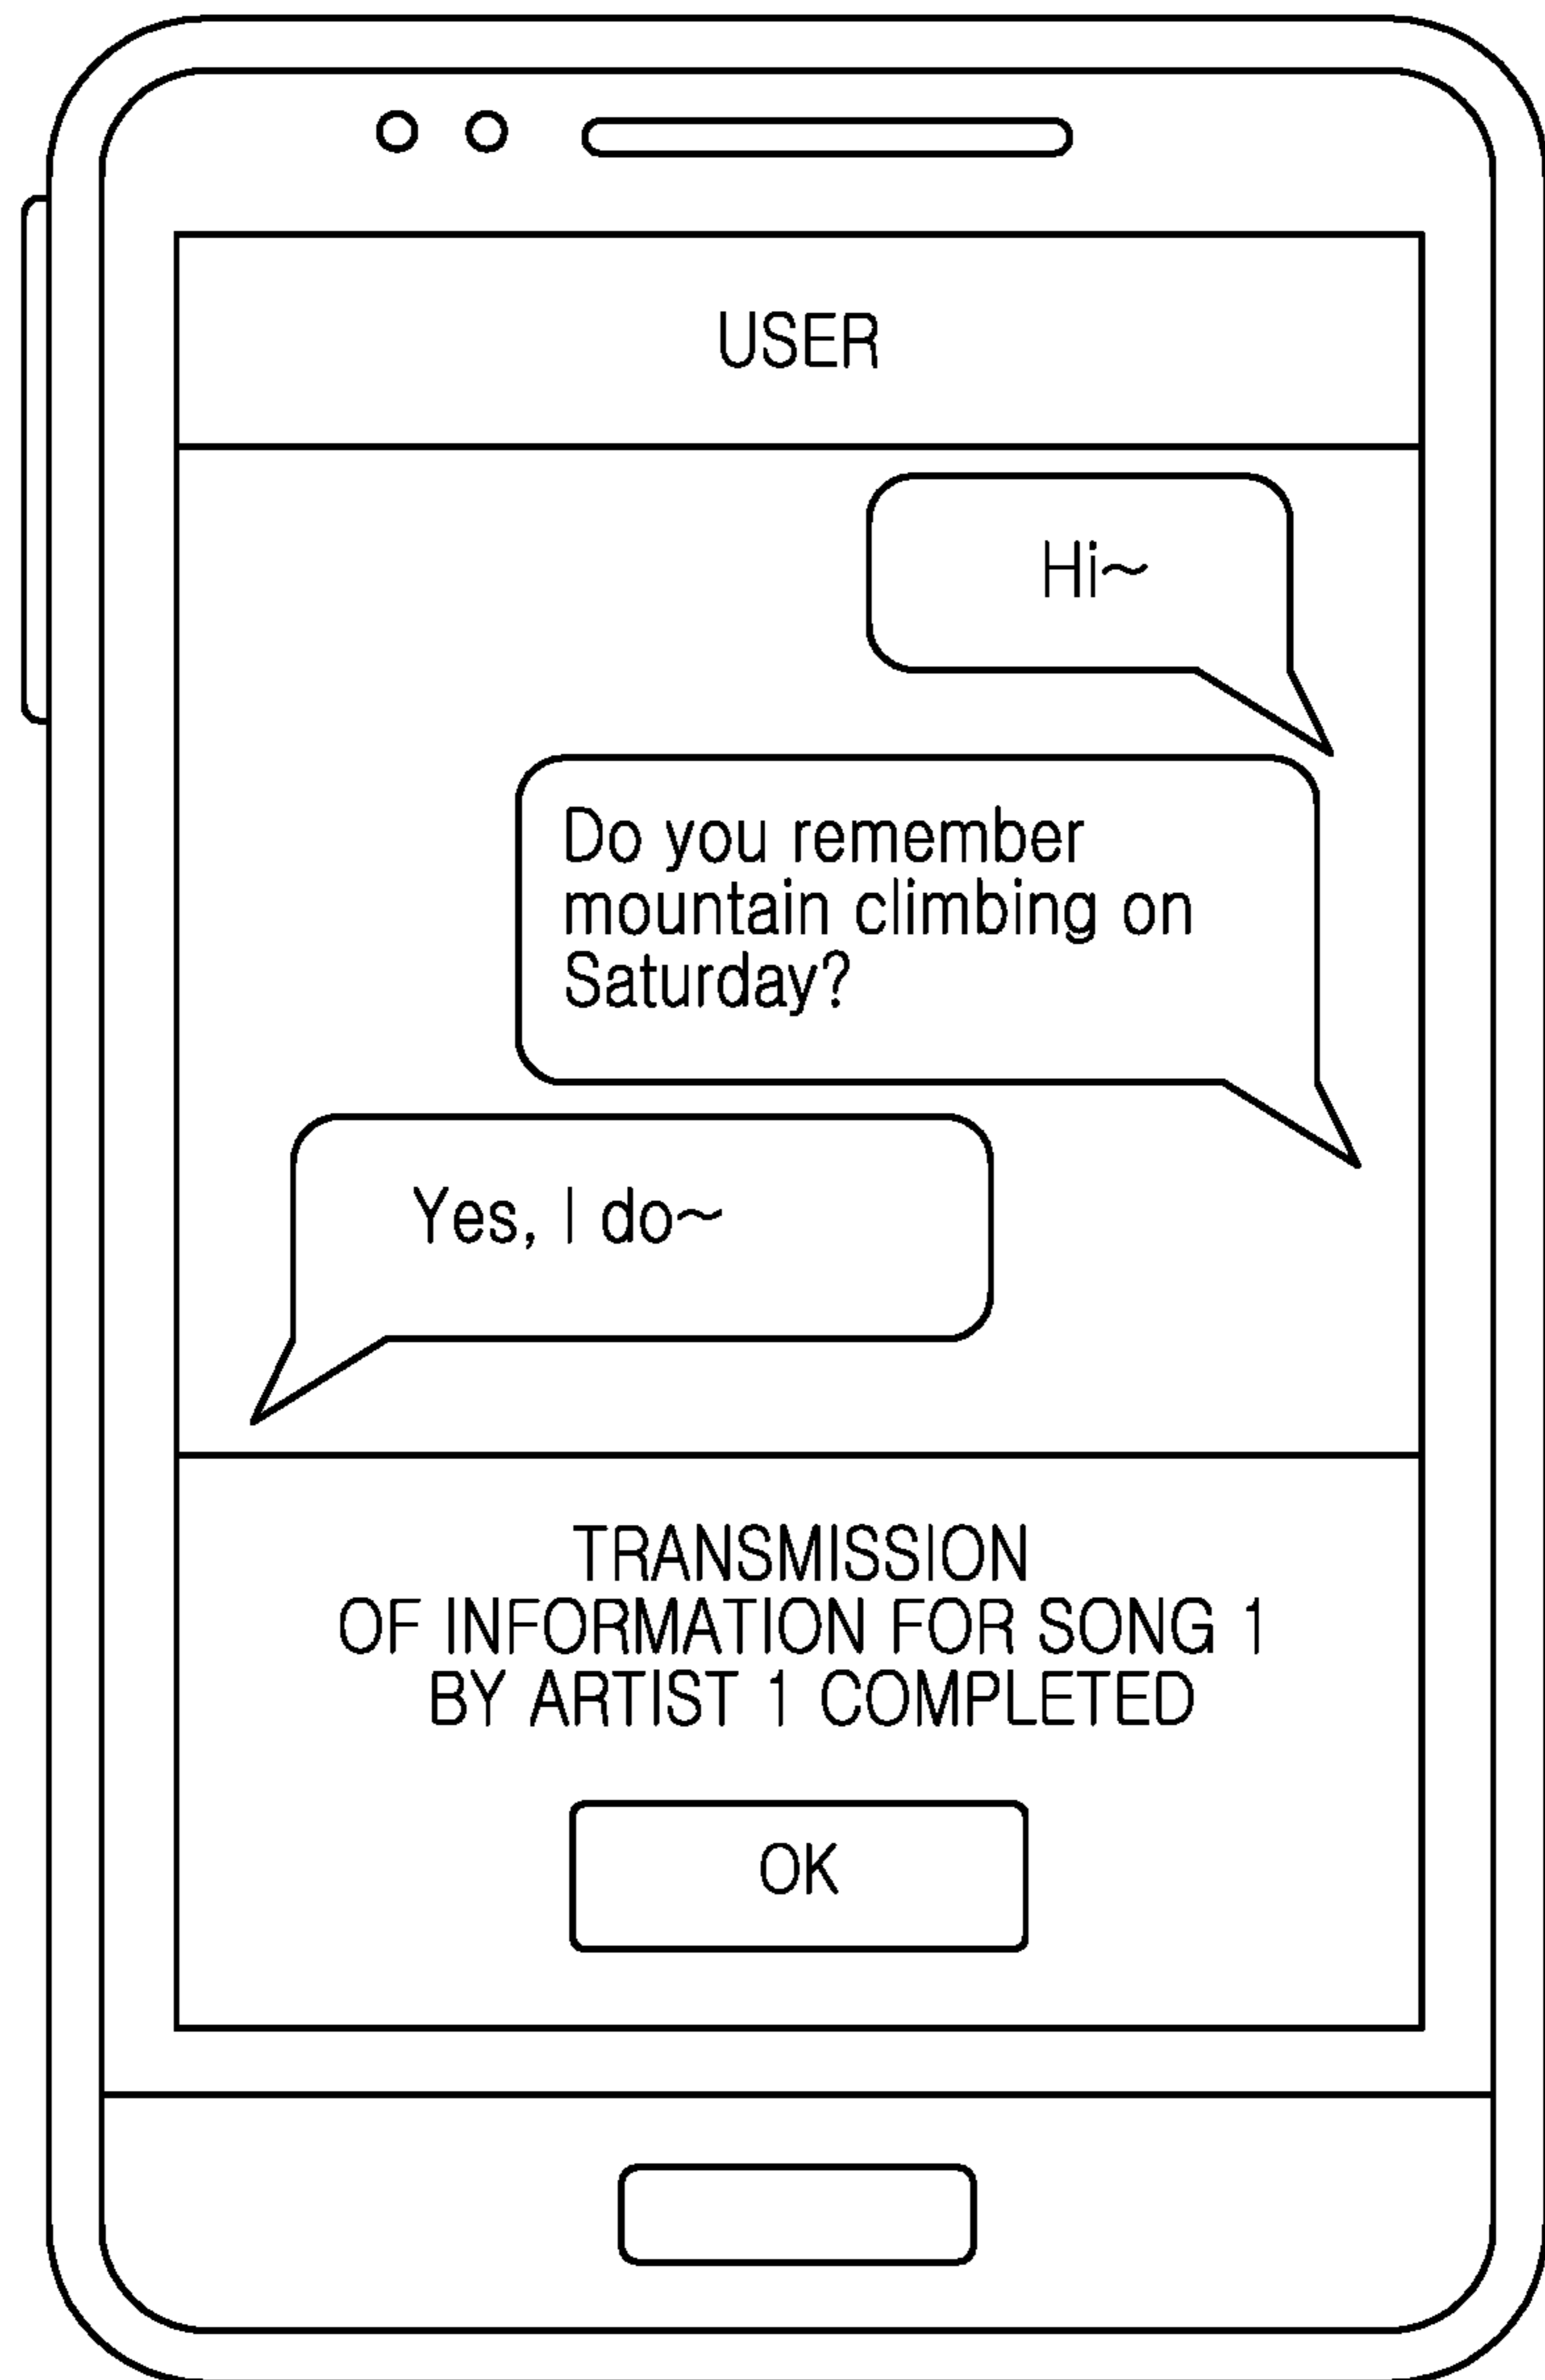 USER
Hi~
Do you remember
mountain climbing on
Saturday?
Yes, I do~
TRANSMISSION
OF INFORMATION FOR SONG 1
BY ARTIST 1 COMPLETED
OK